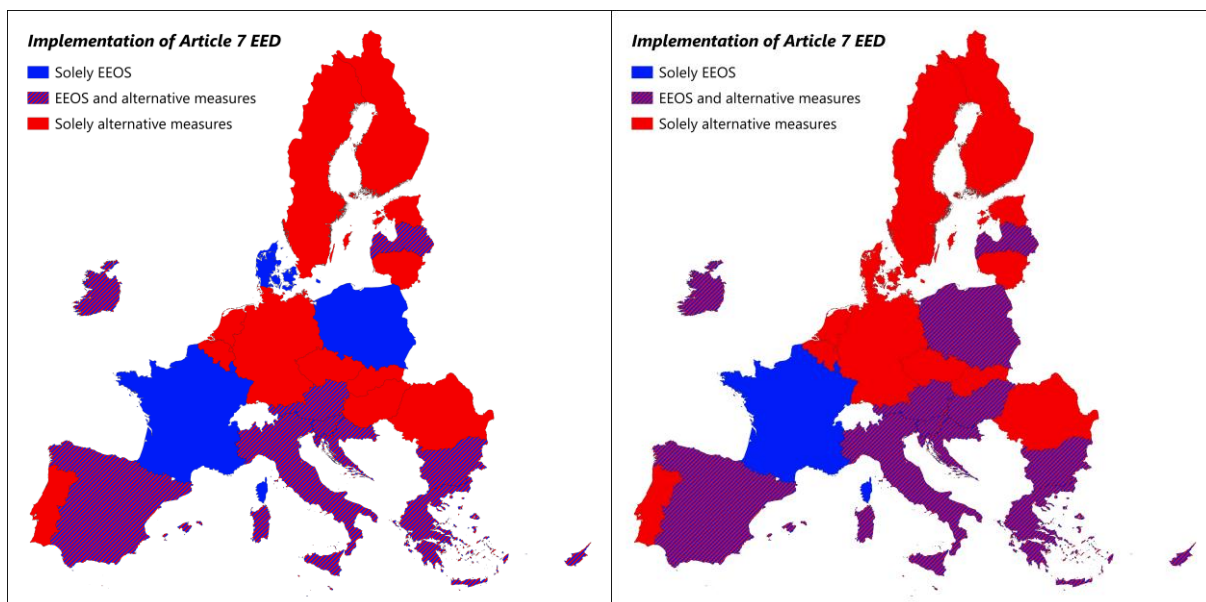 Implementation of Article 7 EED
Solely EEOS
EEOS and alternative measures
Solely alternative measures
Implementation of Article 7 EED
Solely EEOS
EEOS and alternative measures
Solely alternative measures